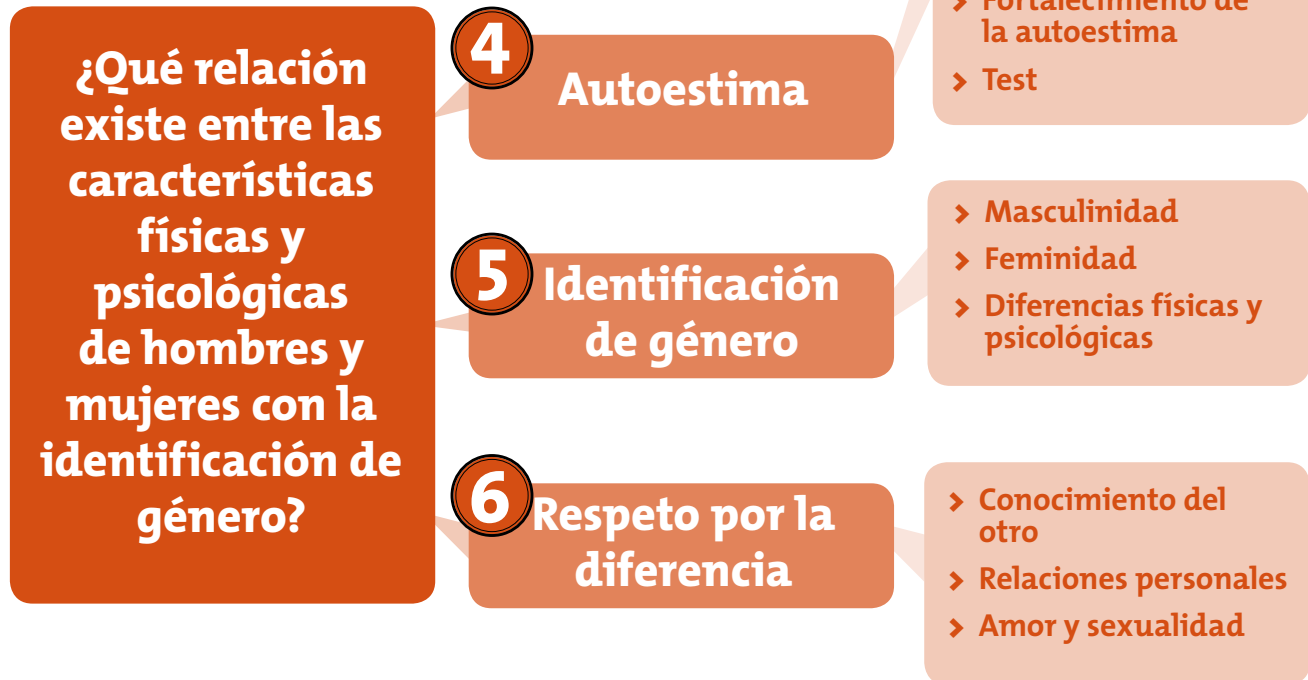 ¿Qué relación
existe entre las
características
físicas y
psicológicas
de hombres y
mujeres con la
identificación de
género?
4
Autoestima
› Fortalecimiento de
la autoestima
› Test
5
Identificación
de género
› Masculinidad
› Feminidad
› Diferencias físicas y
psicológicas
6
Respeto por la
diferencia
› Conocimiento del
otro
› Relaciones personales
› Amor y sexualidad